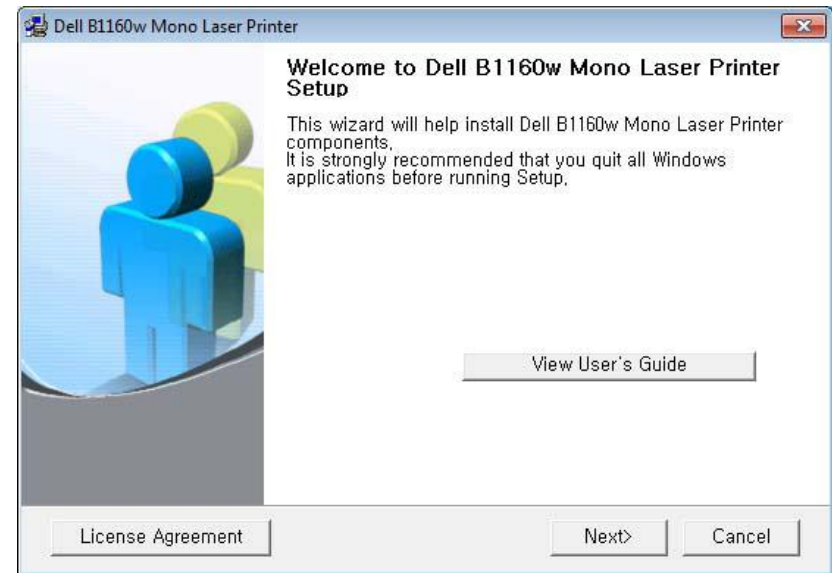 Dell B1160w Mono Laser Printer
Welcome to Dell B1160w Mono Laser Printer
Setup
This wizard will help install Dell B1160w Mono Laser Printer
components,
It is strongly recommended that you quit all Windows
applications before running Setup,
View User's Guide
License Agreement
Next>
Cancel